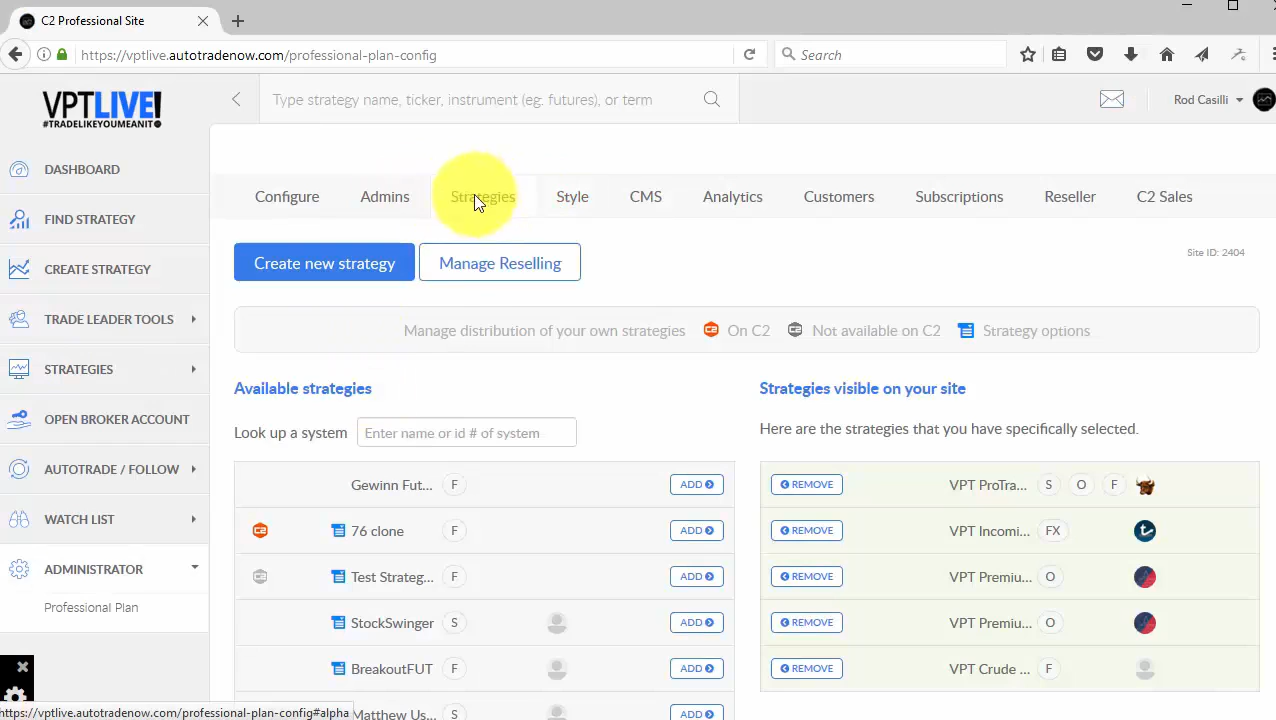 C2 Professional Site
https://vptlive.autotradenow.com/professional-plan-config
Search
VPTLIVE!
#TRADELIKEYOUMEANIT
Type strategy name, ticker, instrument (eg. futures), or term
Rod Casilli
DASHBOARD
FIND STRATEGY
CREATE STRATEGY
TRADE LEADER TOOLS
STRATEGIES
OPEN BROKER ACCOUNT
AUTOTRADE / FOLLOW
WATCH LIST
ADMINISTRATOR
Professional Plan
Configure Admins Strategies Style CMS Analytics Customers Subscriptions Reseller C2 Sales
Create new strategy Manage Reselling
Site ID: 2404
Manage distribution of your own strategies C2 On C2 C2 Not available on C2 Strategy options
Available strategies
Look up a system Enter name or id # of system
Gewinn Fut... F ADD
C2 76 clone F ADD
C2 Test Strateg... F ADD
StockSwinger S ADD
BreakoutFUT F ADD
Matthew Us... S ADD
Strategies visible on your site
Here are the strategies that you have specifically selected.
REMOVE VPT ProTra... S O F
REMOVE VPT Incomi... FX
REMOVE VPT Premiu... O
REMOVE VPT Premiu... O
REMOVE VPT Crude ... F
https://vptlive.autotradenow.com/professional-plan-config#alpha